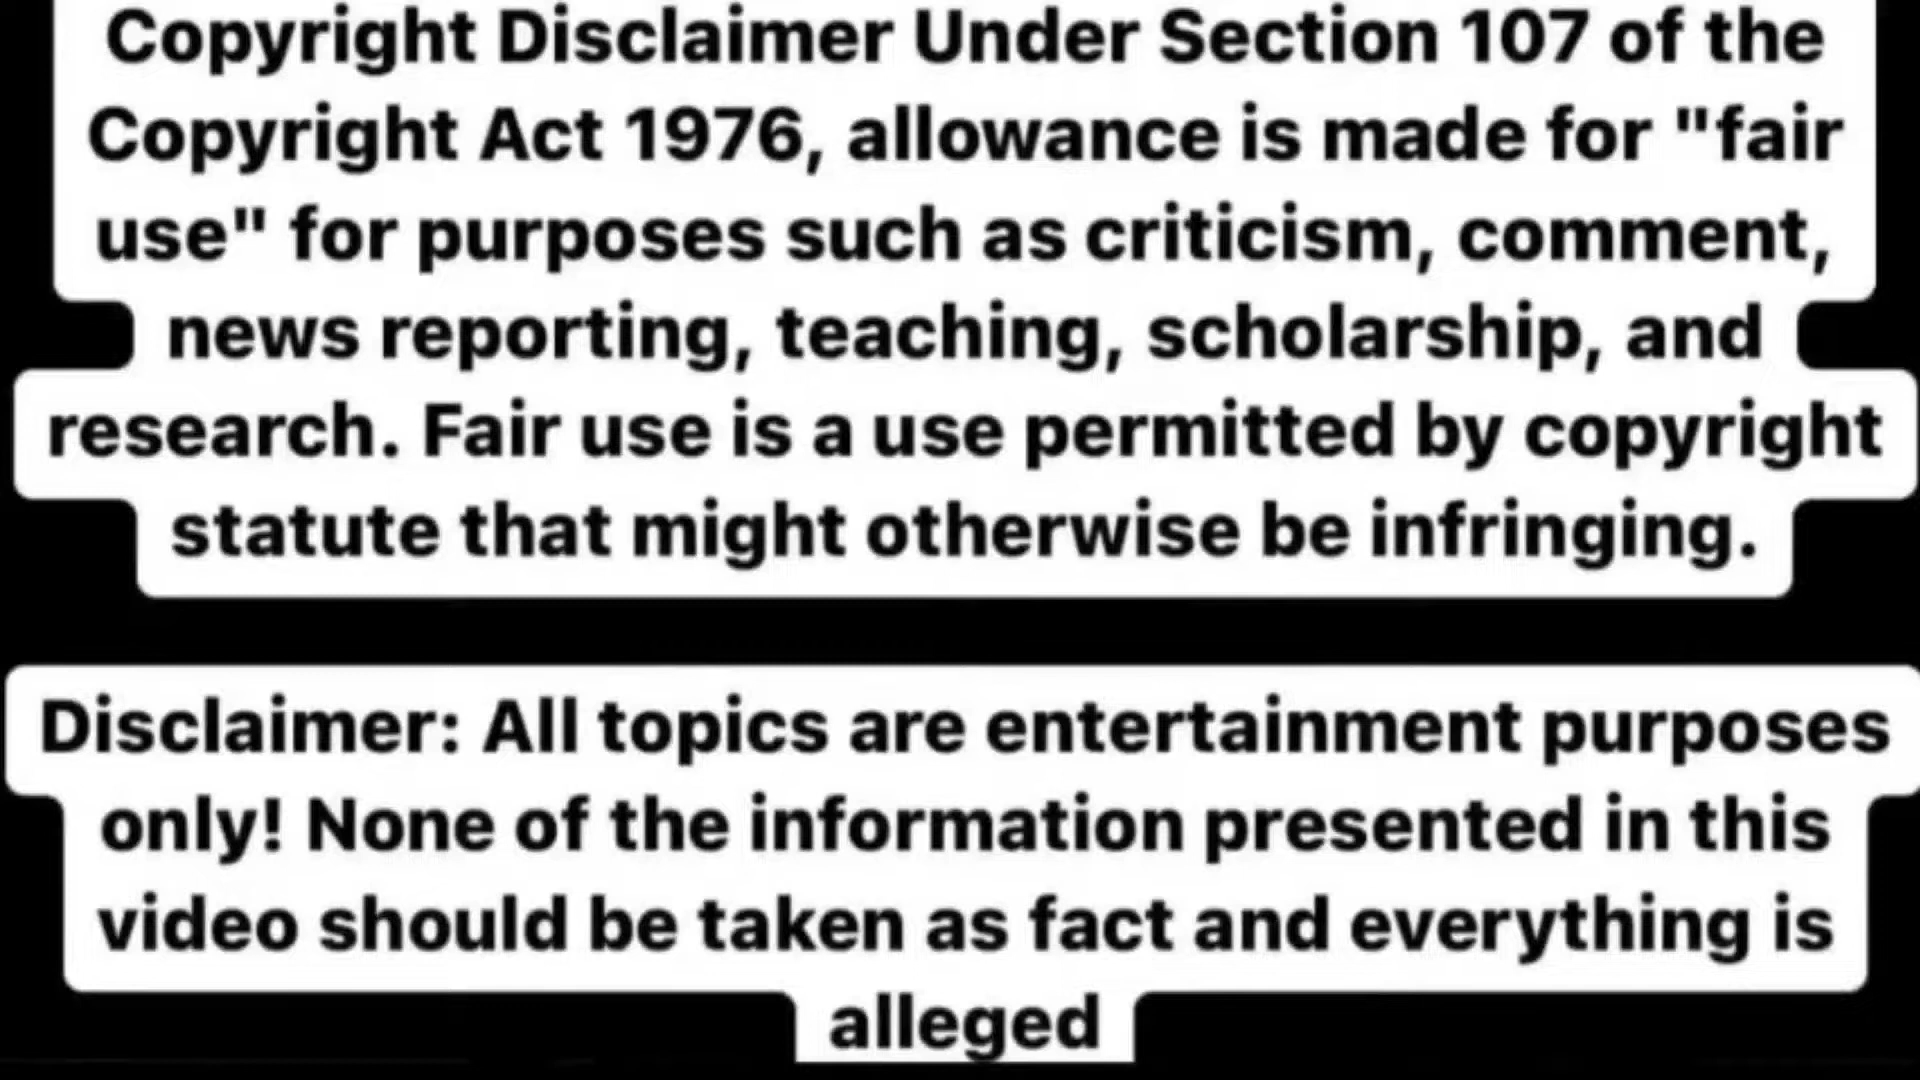 Copyright Disclaimer Under Section 107 of the
Copyright Act 1976, allowance is made for "fair
use" for purposes such as criticism, comment,
news reporting, teaching, scholarship, and
research. Fair use is a use permitted by copyright
statute that might otherwise be infringing.
Disclaimer: All topics are entertainment purposes
only! None of the information presented in this
video should be taken as fact and everything is
alleged